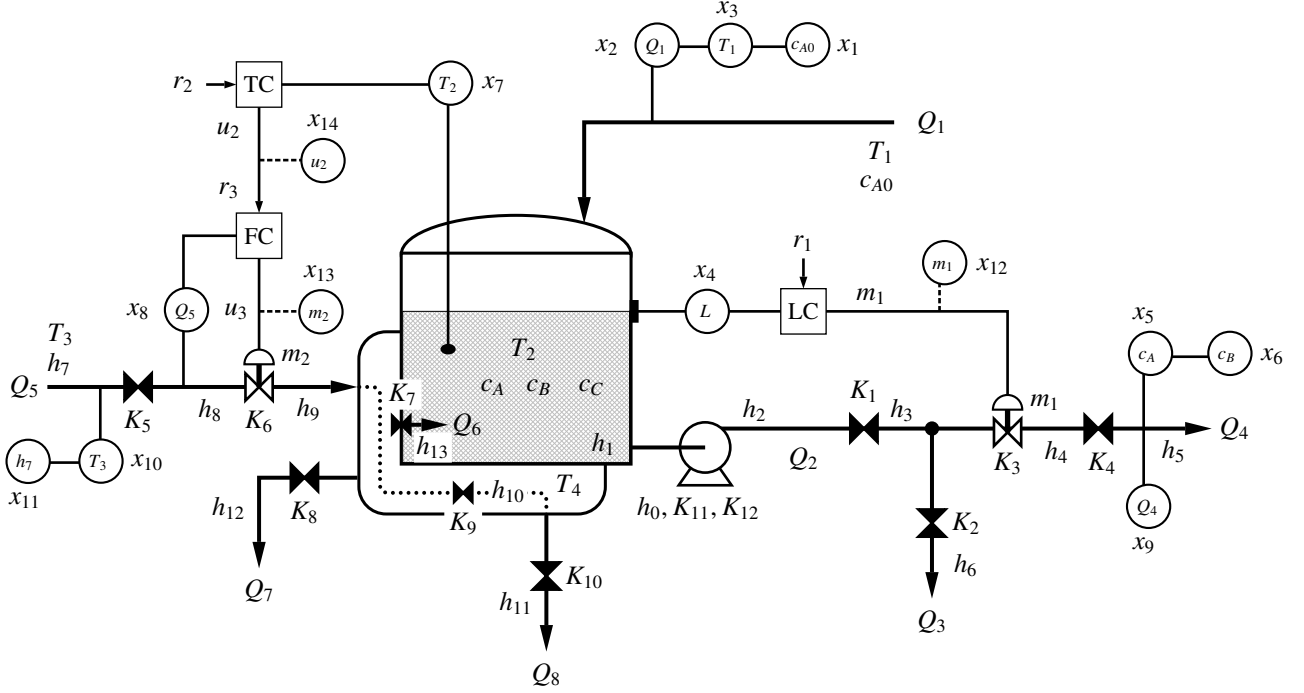 x3
x2 Q1 T1 cA0 x1
r2 TC T2 x7
u2 x14 Q1
u2 T1
r3 cA0
FC
r1
x13 x4 m1 x12
x8 Q5 u3 m2 L LC m1
T3 m2 T2 x5
h7 cA cB x6
Q5 cA cB cC K7 K1 m1
K5 h8 K6 h9 Q6 h2 h3
h13 h1 Q4
h7 T3 x10 Q2 K3 h4 K4 h5
x11 h10 T4
h12 K8 K9 h0, K11, K12 K2 Q4
h6 x9
K10
Q7 h11 Q3
Q8